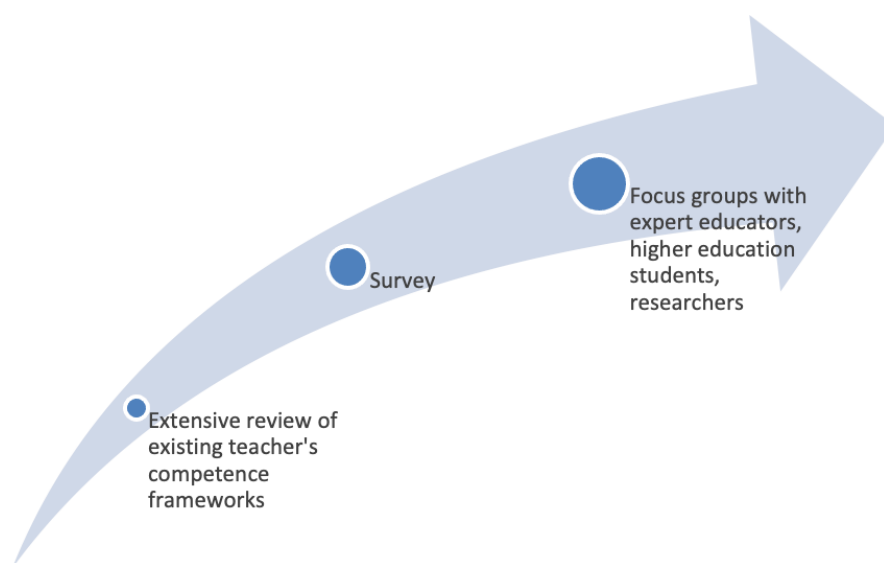 Extensive review of
existing teacher's
competence
frameworks
Survey
Focus groups with
expert educators,
higher education
students,
researchers